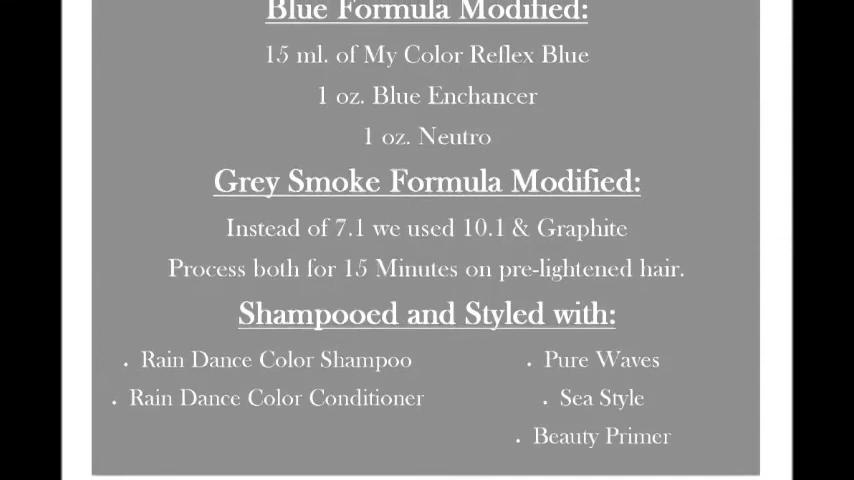 Blue Formula Modified:
15 ml. of My Color Reflex Blue
1 oz. Blue Enchancer
1 oz. Neutro
Grey Smoke Formula Modified:
Instead of 7.1 we used 10.1 & Graphite
Process both for 15 Minutes on pre-lightened hair.
Shampooed and Styled with:
• Rain Dance Color Shampoo
• Rain Dance Color Conditioner
• Pure Waves
• Sea Style
• Beauty Primer